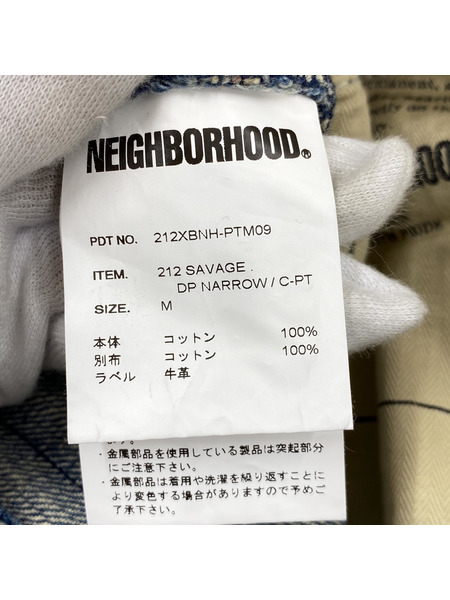 NEIGHBORHOOD®
PDT NO. 212XBNH-PTM09
ITEM. 212 SAVAGE .
DP NARROW / C-PT
SIZE. M
本体 コットン 100%
別布 コットン 100%
ラベル 牛革
ます。
・金属部品を使用している製品は突起部分
にご注意下さい。
・金属部品は着用や洗濯を繰り返すことに
より変色する場合がありますので予めご
了承下さい。